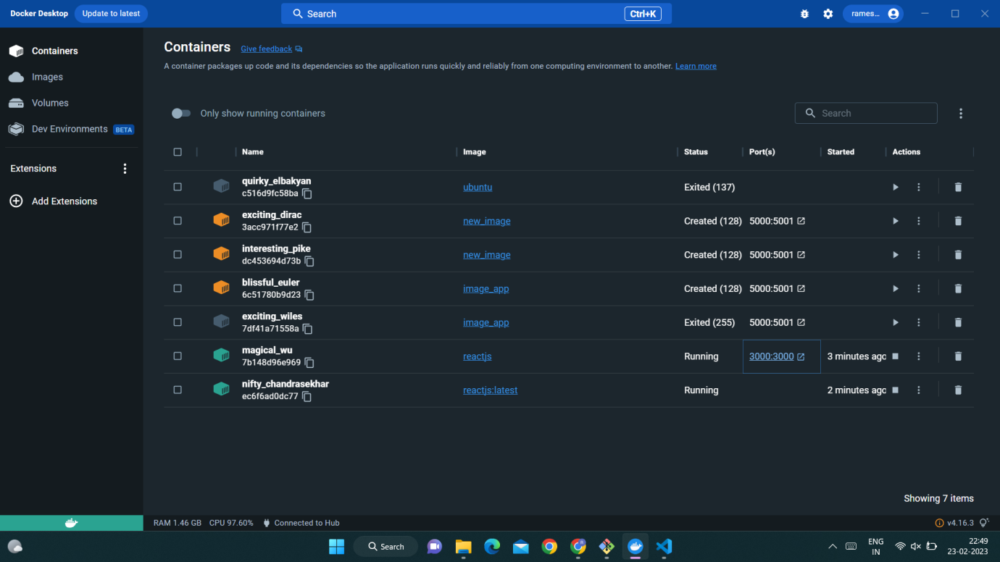 Docker Desktop Update to latest Search Ctrl+K rames...
Containers
Images
Volumes
Dev Environments BETA
Extensions
Add Extensions
Containers Give feedback
A container packages up code and its dependencies so the application runs quickly and reliably from one computing environment to another. Learn more
Only show running containers Search
Name Image Status Port(s) Started Actions
quirky_elbakyan
c516d9fc58ba ubuntu Exited (137)
exciting_dirac
3acc971f77e2 new_image Created (128) 5000:5001
interesting_pike
dc453694d73b new_image Created (128) 5000:5001
blissful_euler
6c51780b9d23 image_app Created (128) 5000:5001
exciting_wiles
7df41a71558a image_app Exited (255) 5000:5001
magical_wu
7b148d96e969 reactjs Running 3000:3000 3 minutes ago
nifty_chandrasekhar
ec6f6ad0dc77 reactjs:latest Running 2 minutes ago
Showing 7 items
RAM 1.46 GB CPU 97.60% Connected to Hub v4.16.3
Search ENG 22:49
IN 23-02-2023